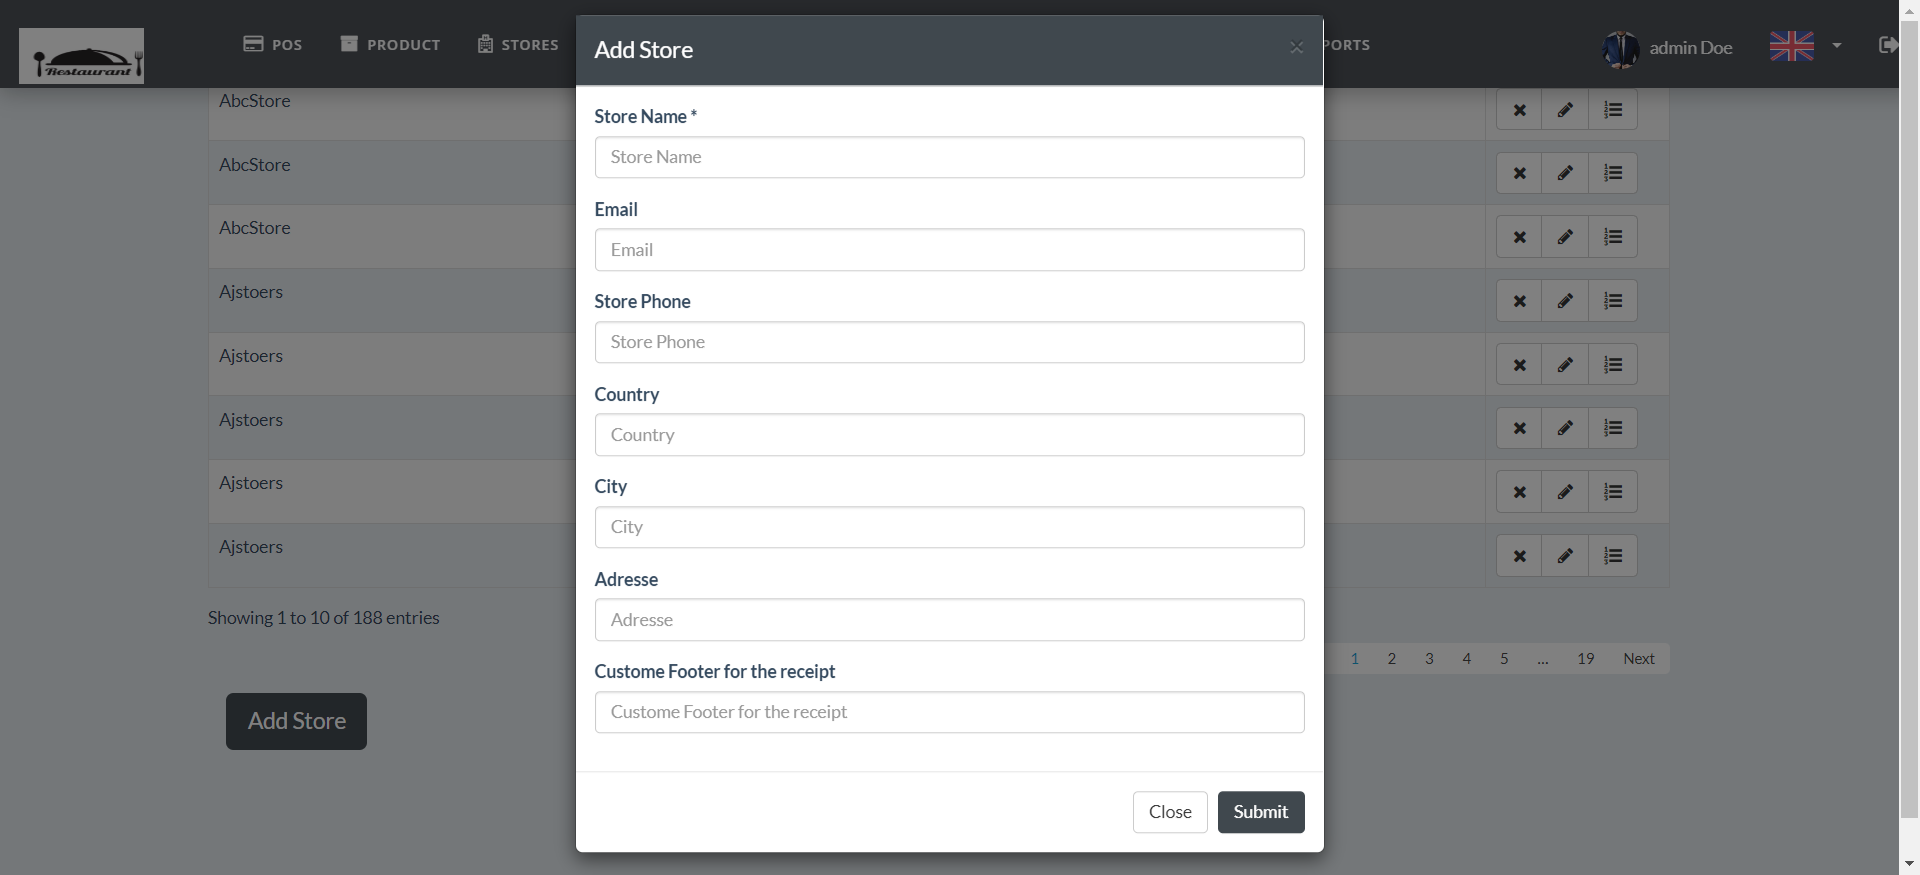 Restaurant
POS
PRODUCT
STORES
PORTS
admin Doe
Add Store
×
Store Name *
Store Name
Email
Email
Store Phone
Store Phone
Country
Country
City
City
Adresse
Adresse
Custome Footer for the receipt
Custome Footer for the receipt
Close
Submit
AbcStore
AbcStore
AbcStore
Ajstoers
Ajstoers
Ajstoers
Ajstoers
Ajstoers
Showing 1 to 10 of 188 entries
1 2 3 4 5 ... 19 Next
Add Store